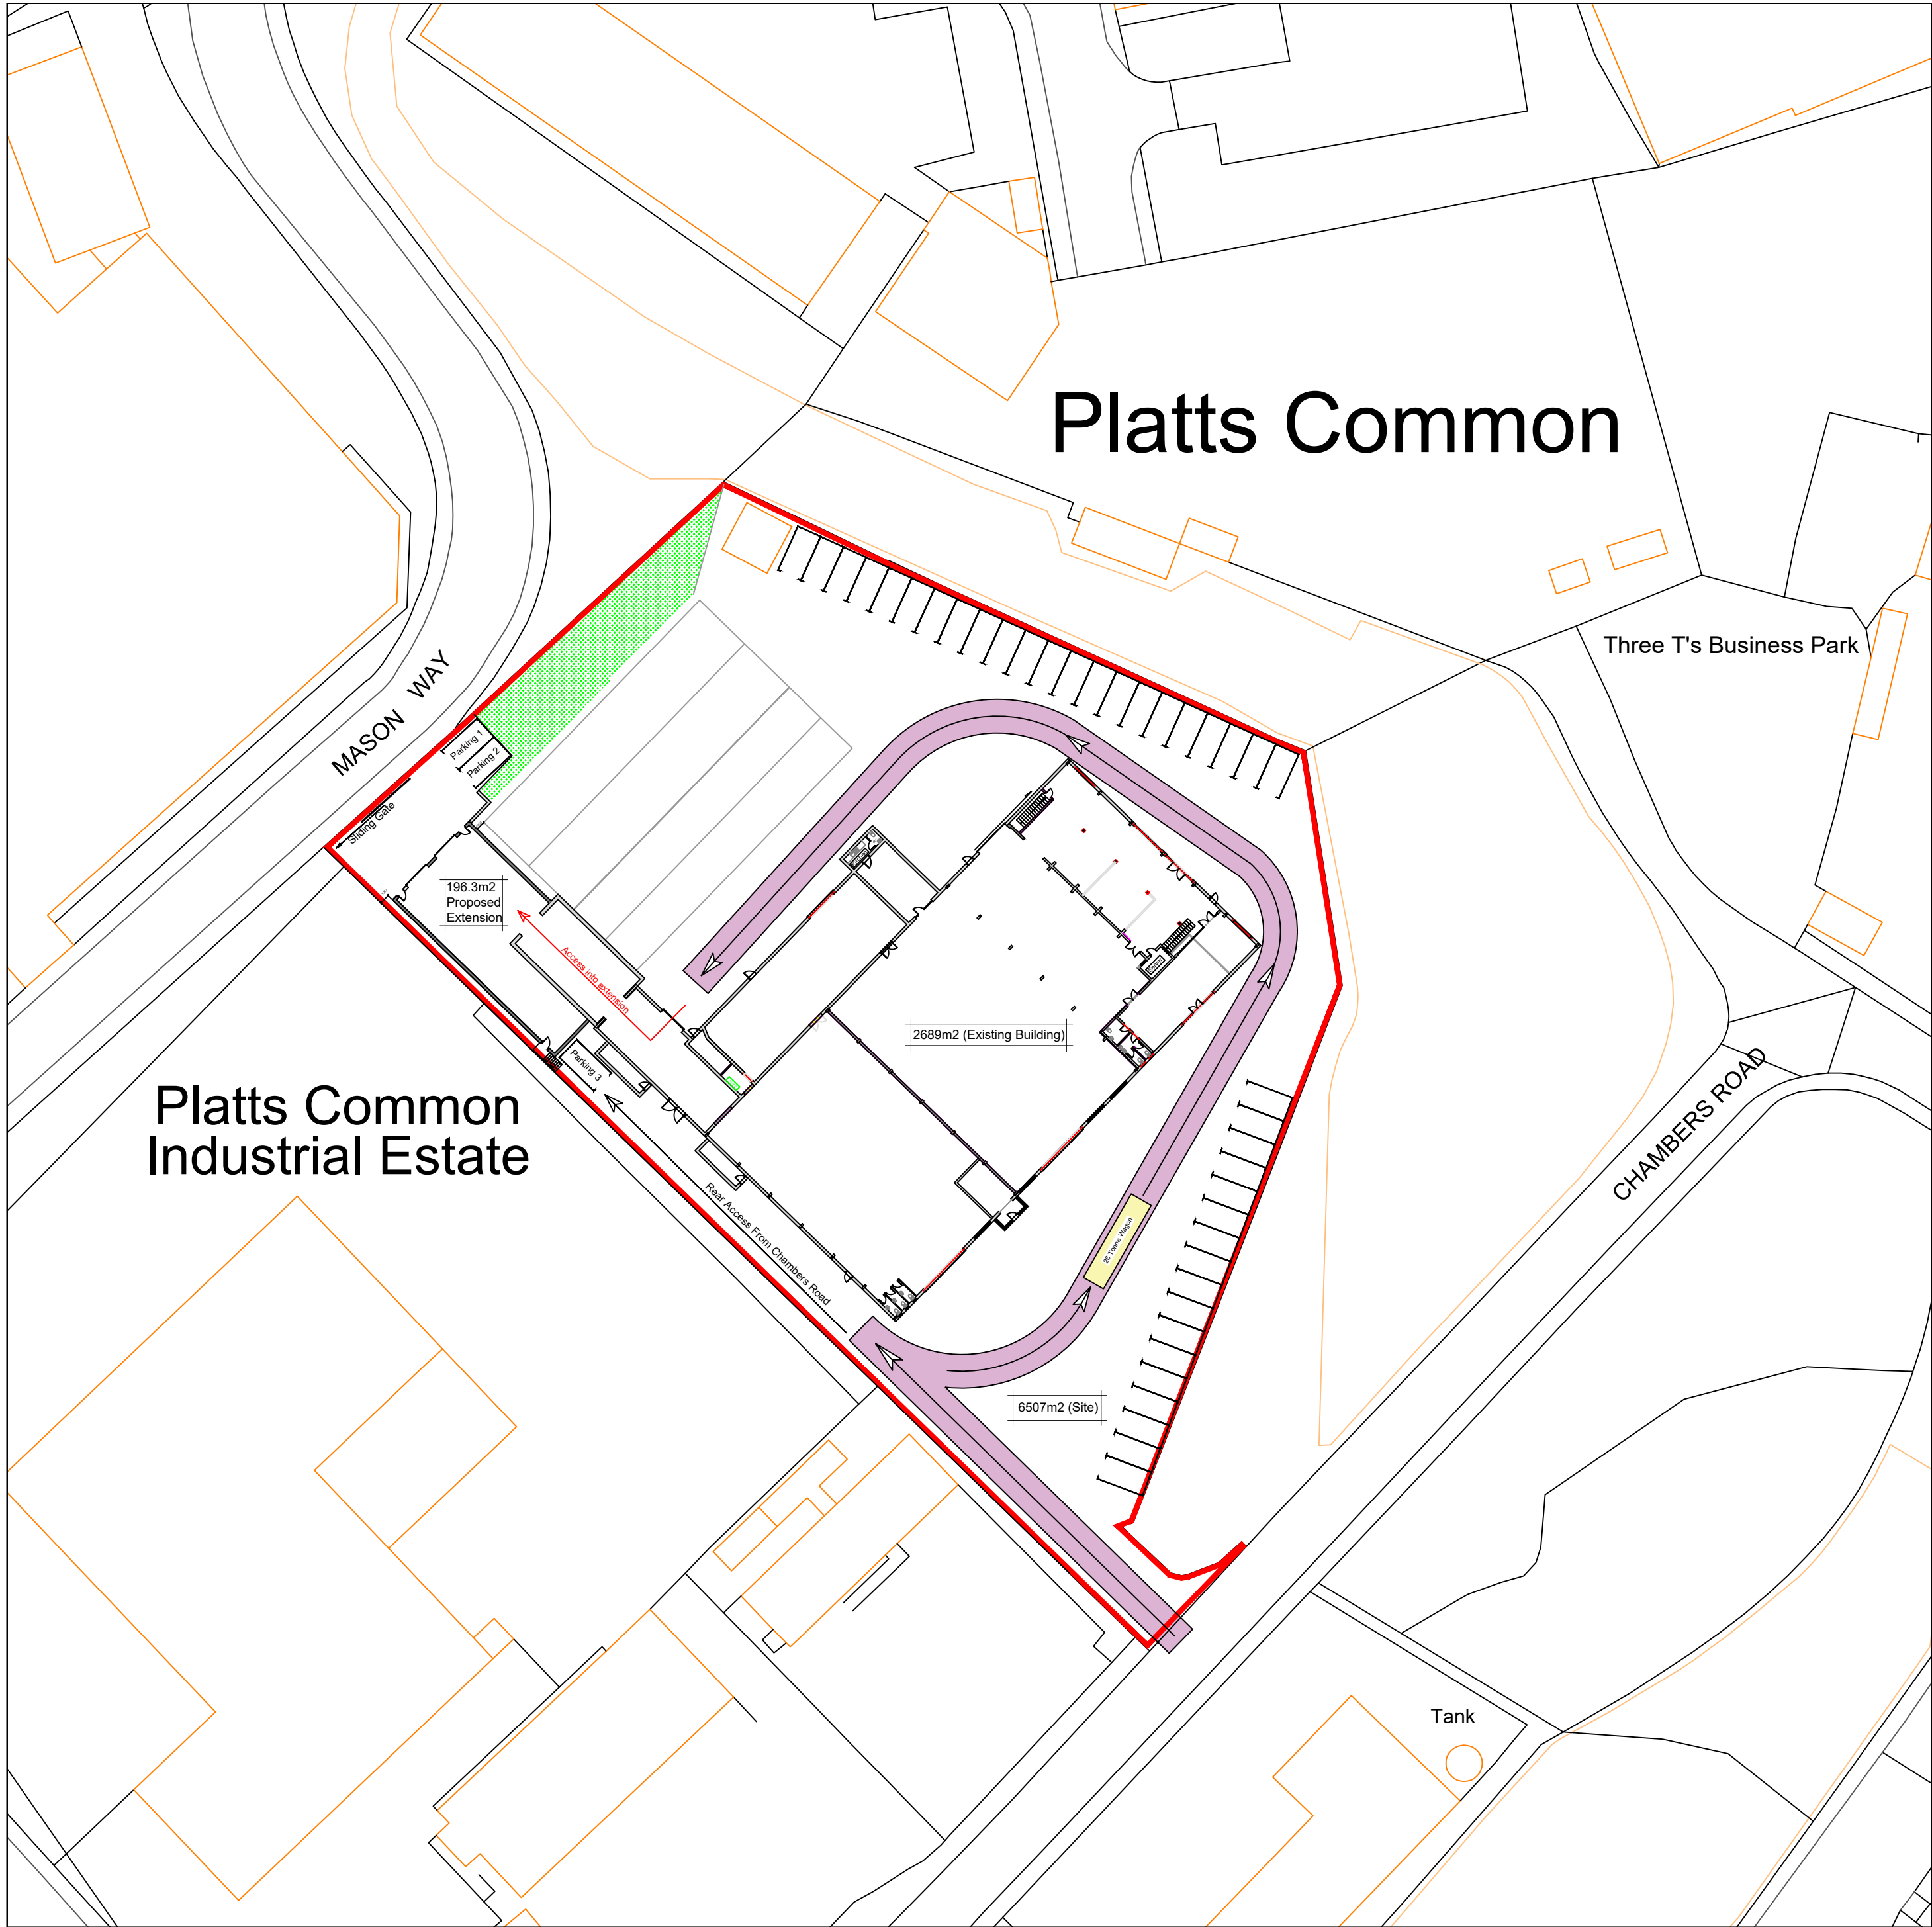 Platts Common
Three T's Business Park
MASON WAY
Parking 1
Parking 2
Sliding Gate
196.3m2
Proposed
Extension
Access into extension
2689m2 (Existing Building)
Parking 3
Platts Common
Industrial Estate
CHAMBERS ROAD
Rear Access From Chambers Road
26 Tonne Wagon
6507m2 (Site)
Tank